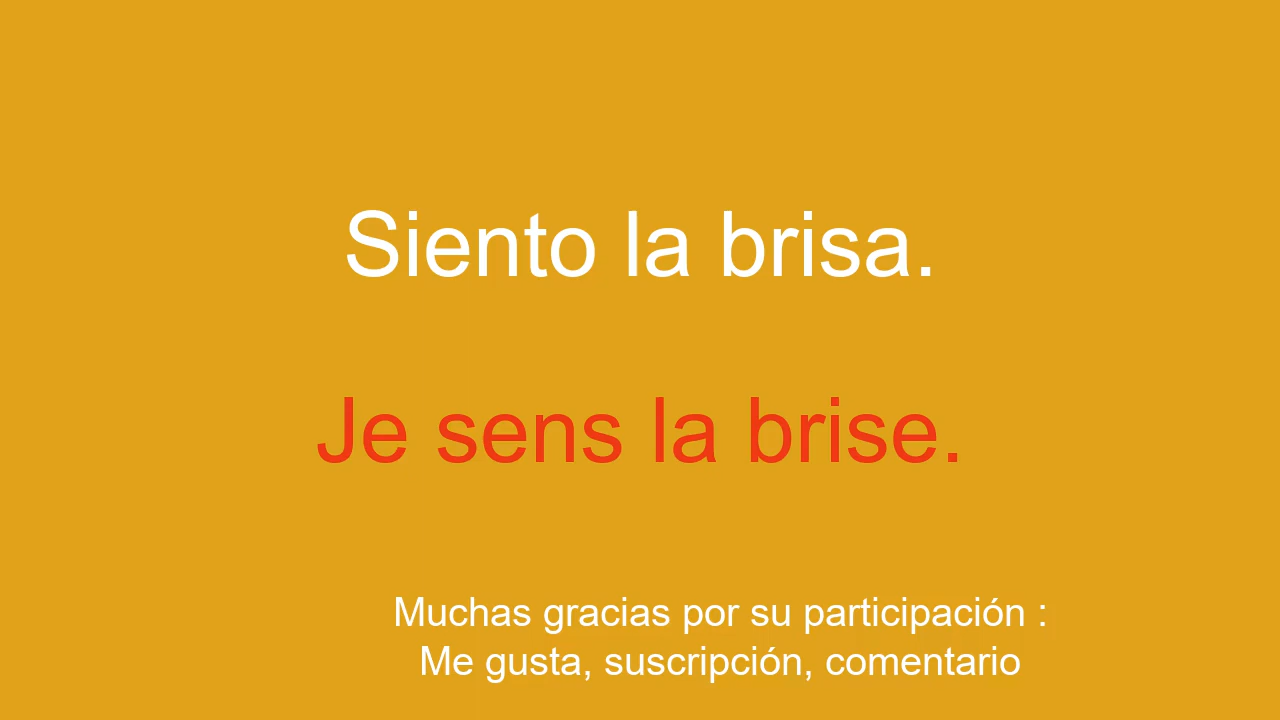 Siento la brisa.
Je sens la brise.
Muchas gracias por su participación :
Me gusta, suscripción, comentario